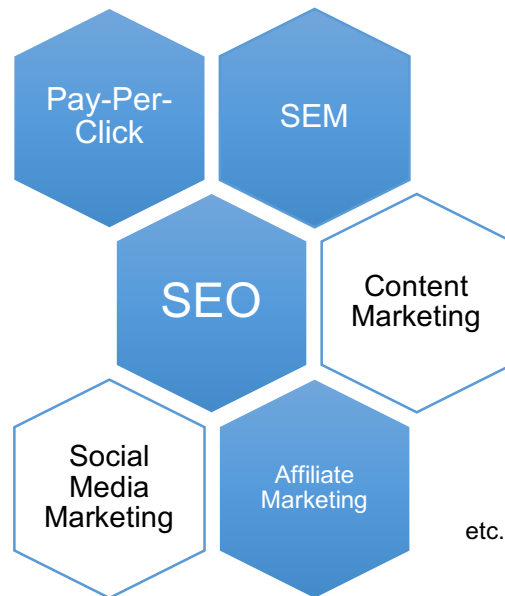 Pay-Per-
Click
SEM
SEO
Content
Marketing
Social
Media
Marketing
Affiliate
Marketing
etc.